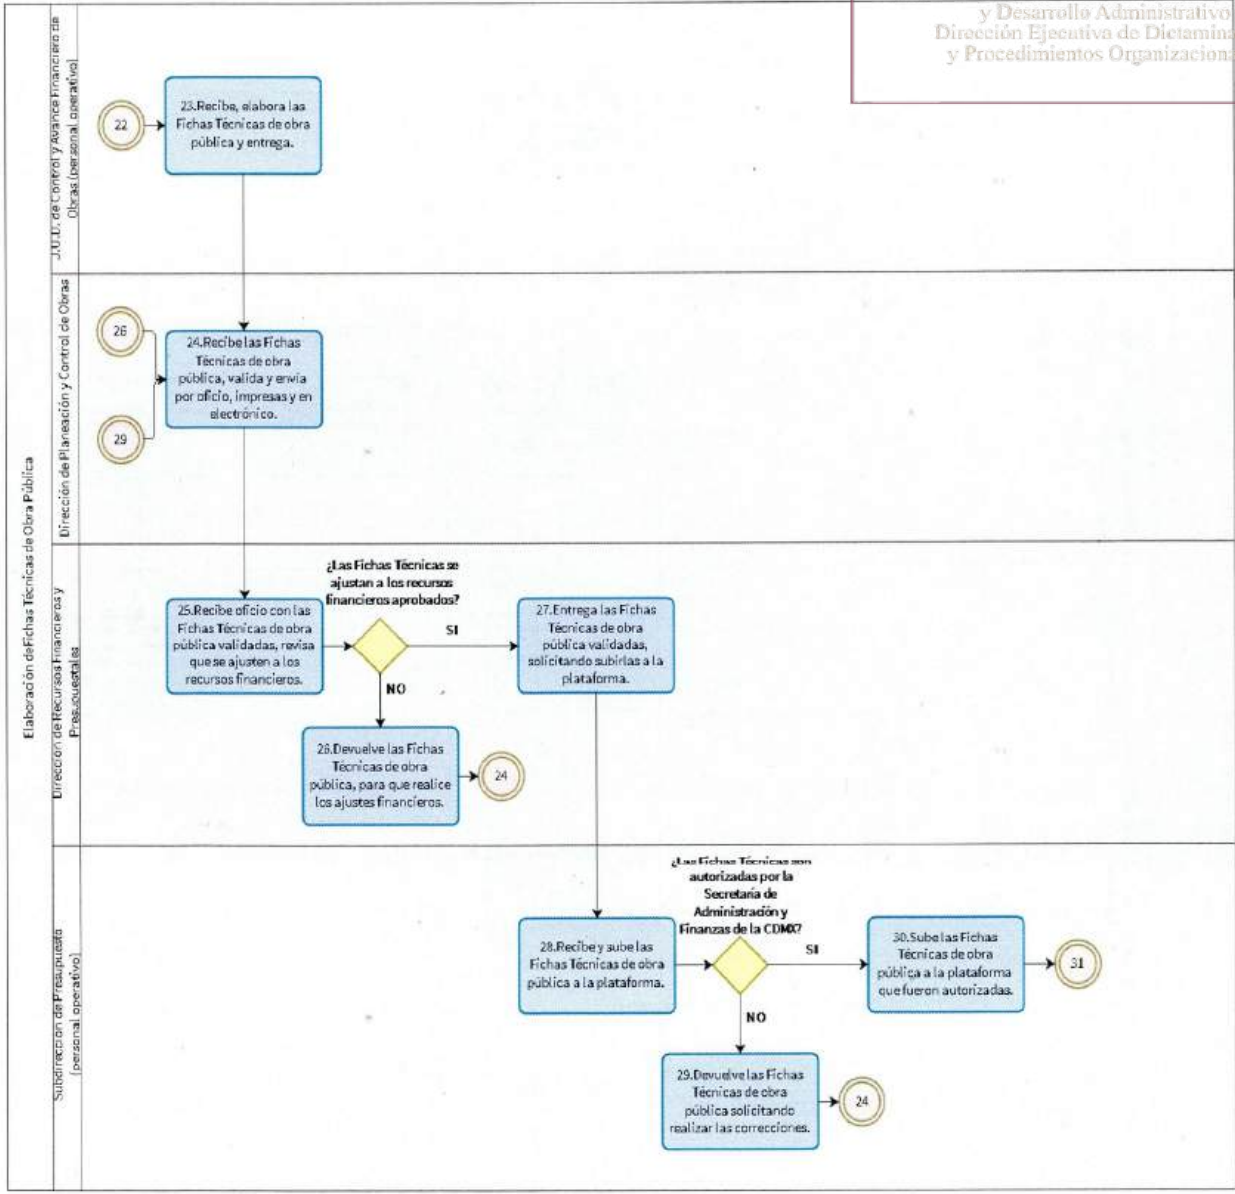 y Desarrollo Administrativo
Dirección Ejecutiva de Dictamina
y Procedimientos Organizaciona
Elaboración de Fichas Técnicas de Obra Pública
J.U.D. de Control y Avance Financiero de
Obras (personal operativo)
22
23.Recibe, elabora las
Fichas Técnicas de obra
pública y entrega.
Dirección de Planeación y Control de Obras
26
29
24.Recibe las Fichas
Técnicas de obra
pública, valida y envía
por oficio, impresas y en
electrónico.
Dirección de Recursos Financieros y
Presupuestales
25.Recibe oficio con las
Fichas Técnicas de obra
pública validadas, revisa
que se ajusten a los
recursos financieros.
¿Las Fichas Técnicas se
ajustan a los recursos
financieros aprobados?
SI
NO
27.Entrega las Fichas
Técnicas de obra
pública validadas,
solicitando subirlas a la
plataforma.
26.Devuelve las Fichas
Técnicas de obra
pública, para que realice
los ajustes financieros.
24
Subdirección de Presupuesto
(personal operativo)
28.Recibe y sube las
Fichas Técnicas de obra
pública a la plataforma.
¿Las Fichas Técnicas son
autorizadas por la
Secretaría de
Administración y
Finanzas de la CDMX?
SI
NO
30.Sube las Fichas
Técnicas de obra
pública a la plataforma
que fueron autorizadas.
31
29.Devuelve las Fichas
Técnicas de obra
pública solicitando
realizar las correcciones.
24